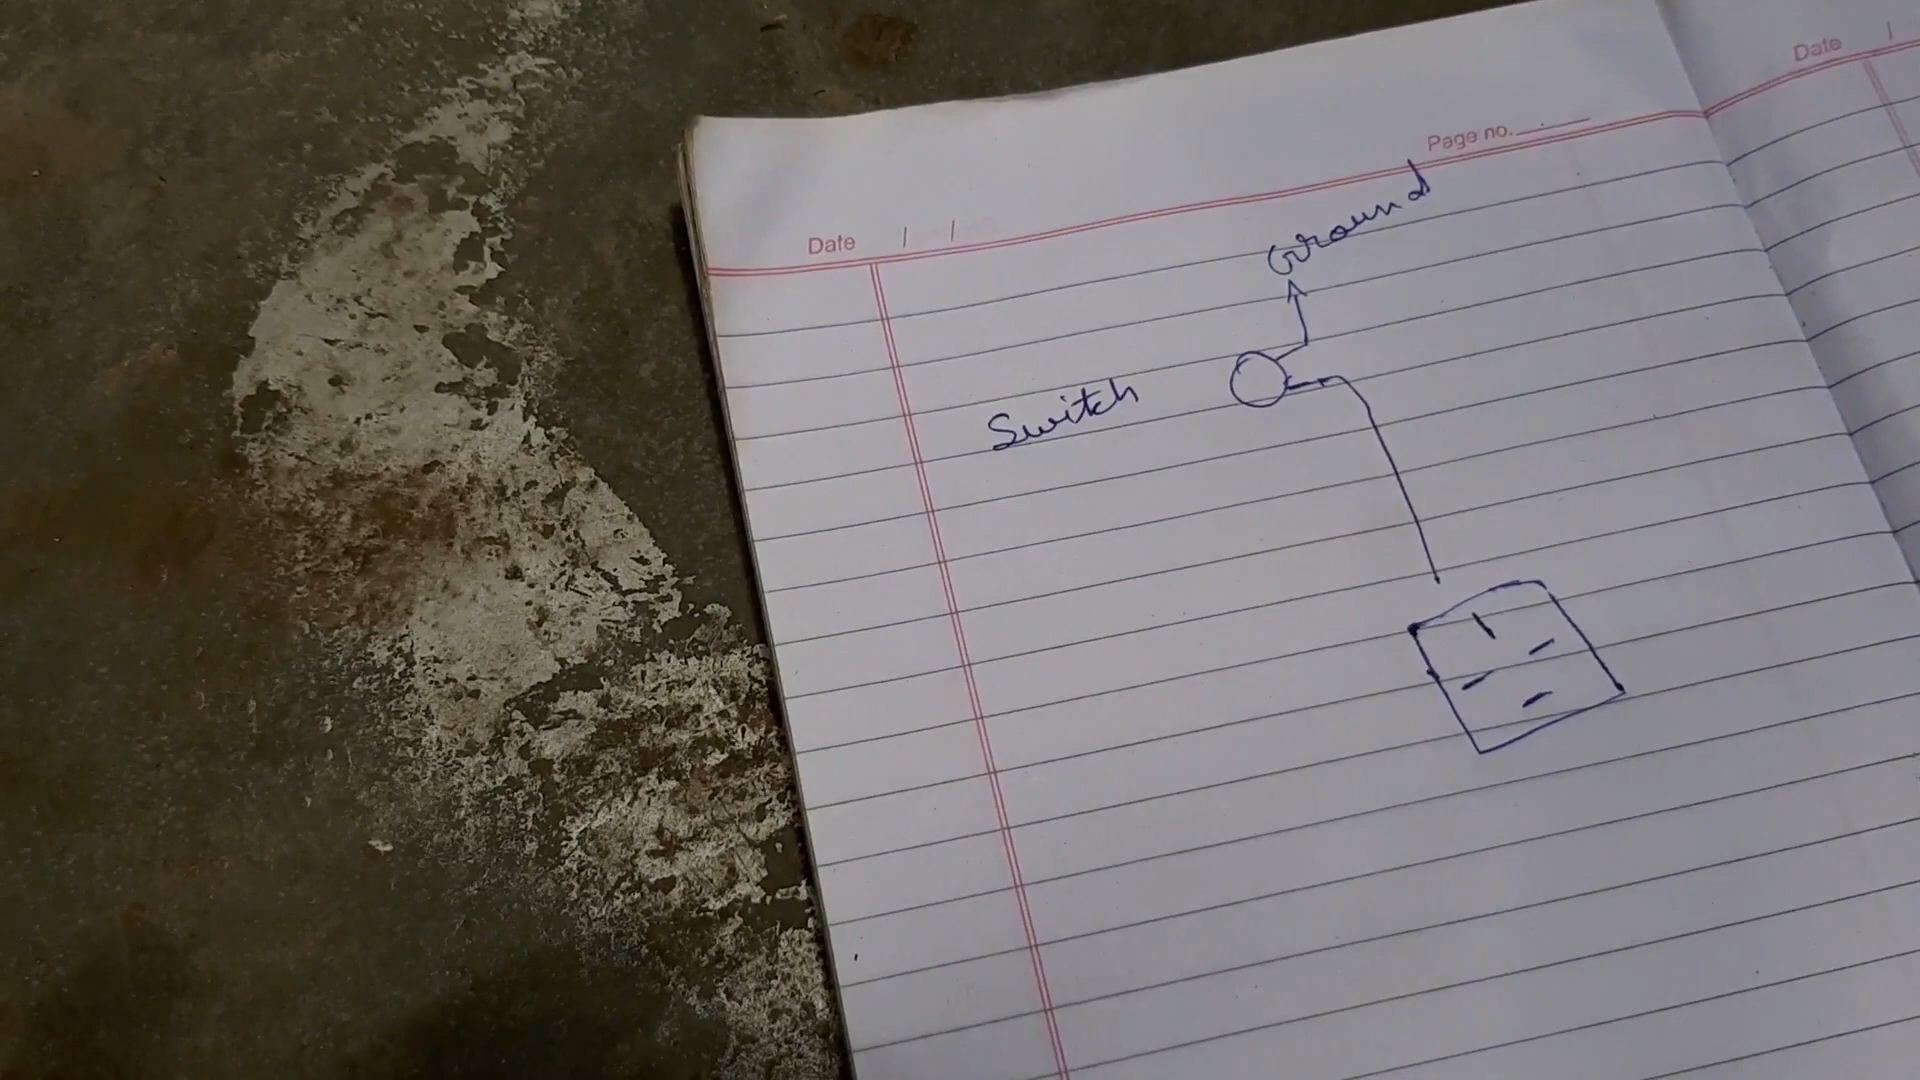 Date / /
Page no.
Date /
Ground
Switch